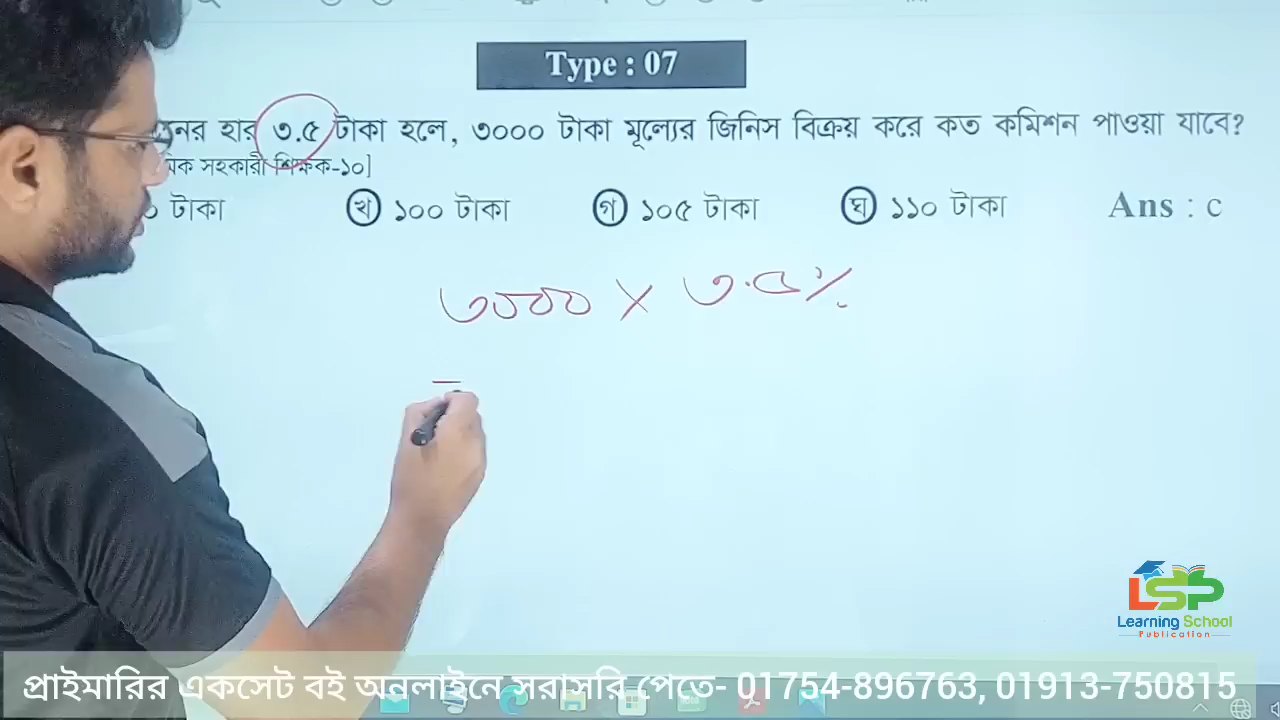 Type : 07
হার ৩.৫ টাকা হলে, ৩০০০ টাকা মূল্যের জিনিস বিক্রয় করে কত কমিশন পাওয়া যাবে?
সহকারী শিক্ষক-১০]
টাকা খ ১০০ টাকা গ ১০৫ টাকা ঘ ১১০ টাকা Ans : c
৩০০০ × ৩.৫%
LSP
Learning School
Publication
প্রাইমারির একসেট বই অনলাইনে সরাসরি পেতে- 01754-896763, 01913-750815